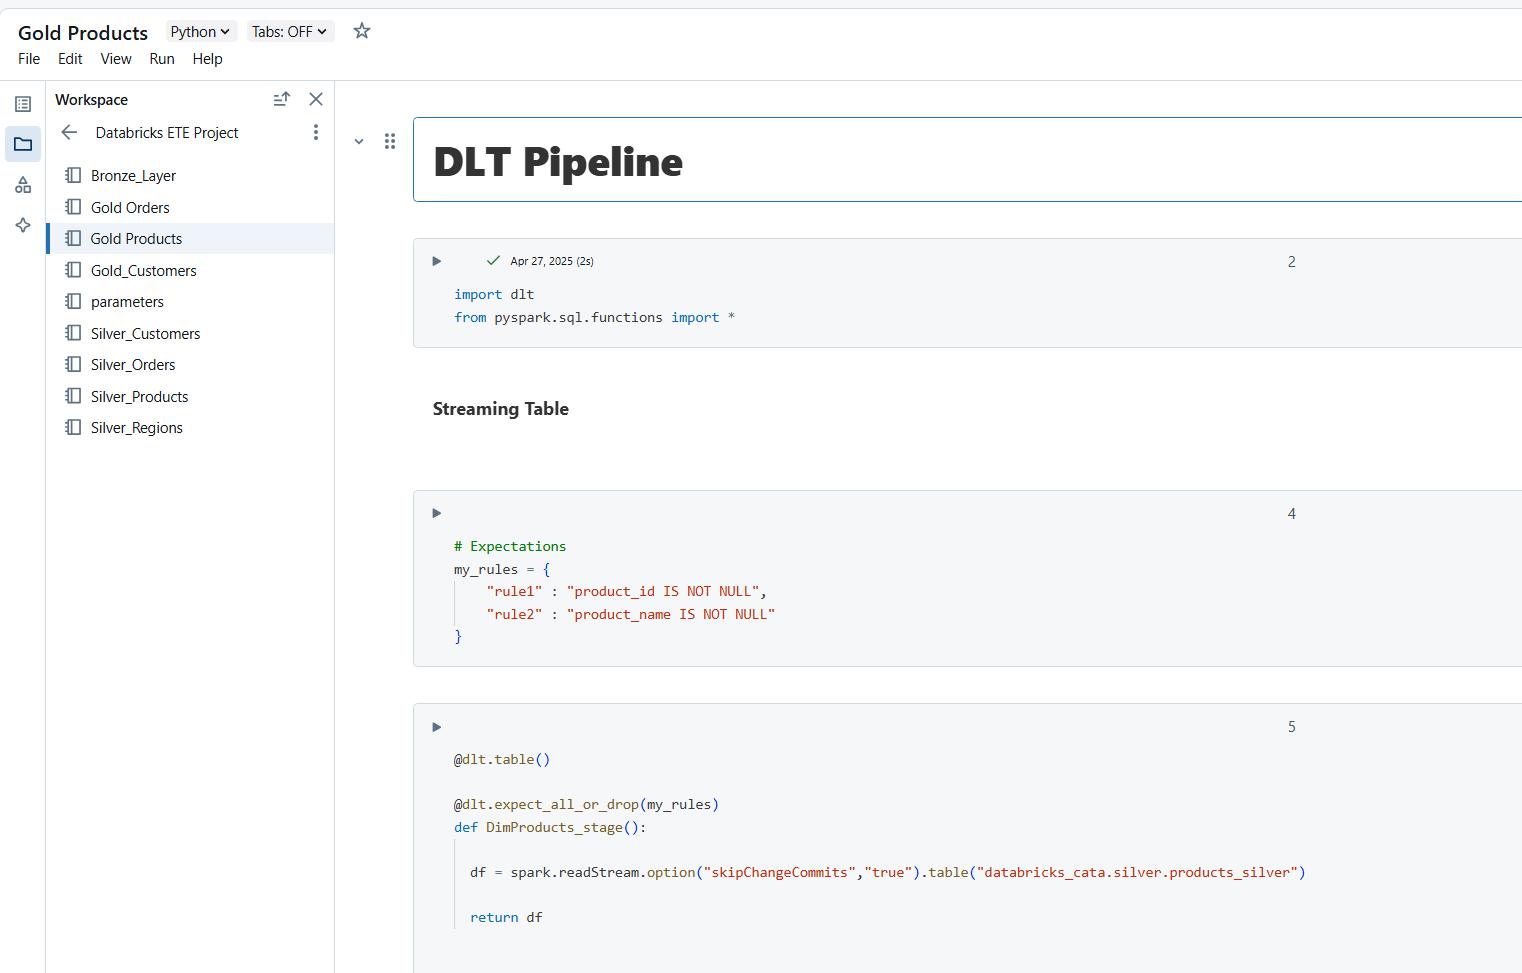 Gold Products Python Tabs: OFF
File Edit View Run Help
Workspace
Databricks ETE Project
Bronze_Layer
Gold Orders
Gold Products
Gold_Customers
parameters
Silver_Customers
Silver_Orders
Silver_Products
Silver_Regions
DLT Pipeline
Apr 27, 2025 (2s) 2
import dlt
from pyspark.sql.functions import *
Streaming Table
4
# Expectations
my_rules = {
"rule1" : "product_id IS NOT NULL",
"rule2" : "product_name IS NOT NULL"
}
5
@dlt.table()
@dlt.expect_all_or_drop(my_rules)
def DimProducts_stage():
df = spark.readStream.option("skipChangeCommits","true").table("databricks_cata.silver.products_silver")
return df